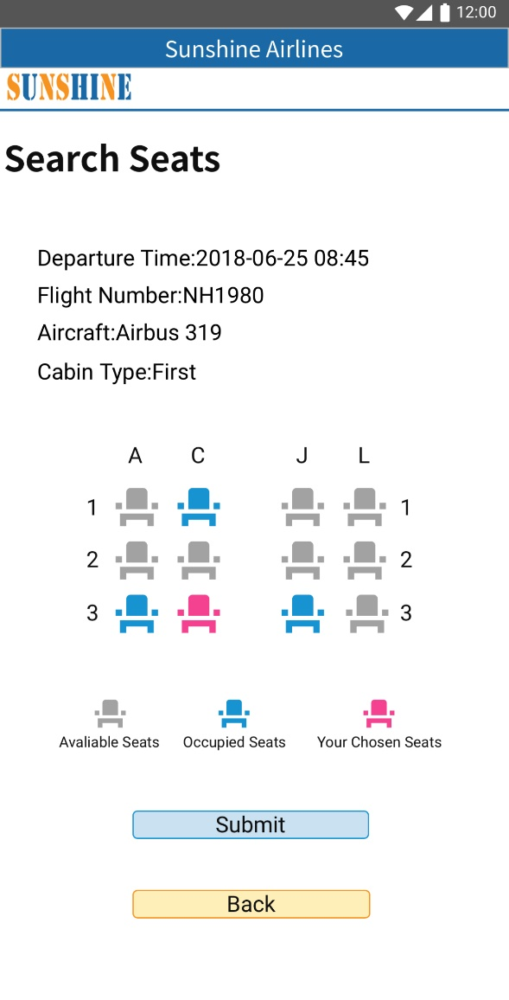 12:00
Sunshine Airlines
SUNSHINE
Search Seats
Departure Time:2018-06-25 08:45
Flight Number:NH1980
Aircraft:Airbus 319
Cabin Type:First
A C J L
1 1
2 2
3 3
Avaliable Seats Occupied Seats Your Chosen Seats
Submit
Back